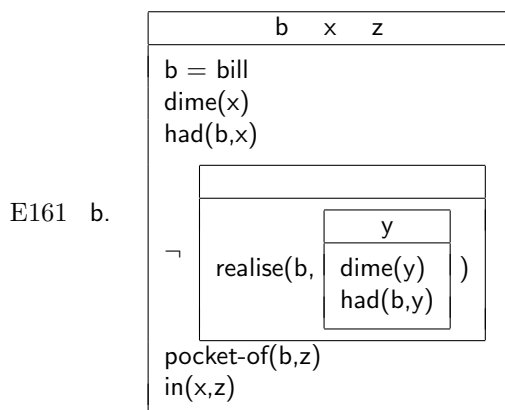 b x z
b = bill
dime(x)
had(b,x)
E161 b.
y
¬ realise(b, dime(y) )
had(b,y)
pocket-of(b,z)
in(x,z)